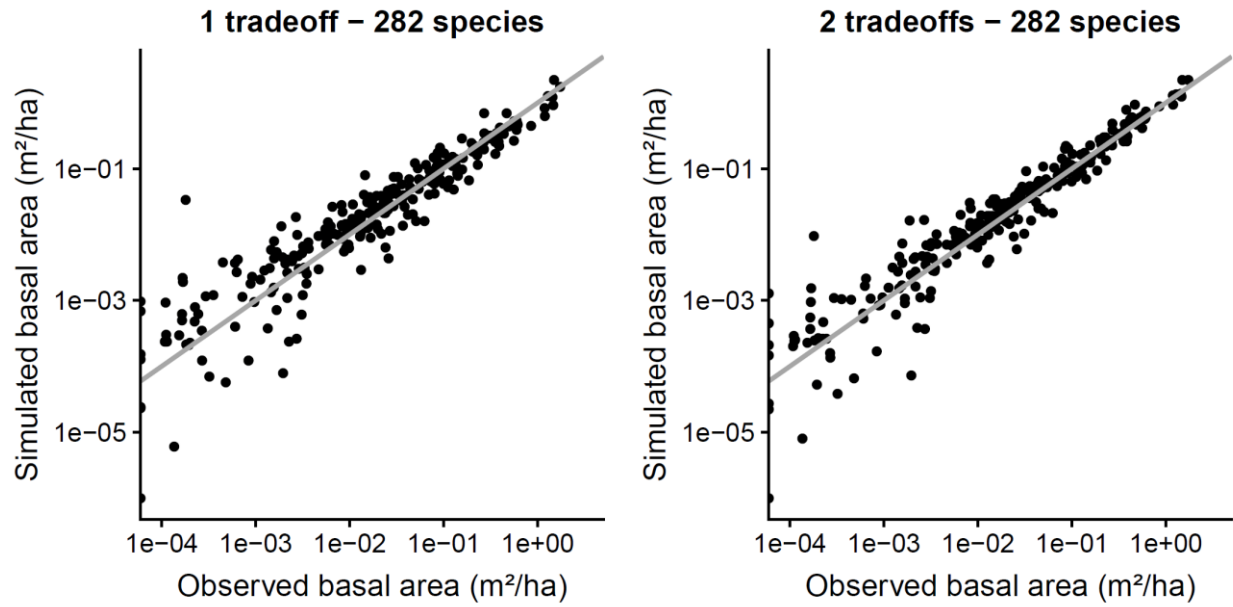 1 tradeoff − 282 species
Simulated basal area (m²/ha)
1e−01
1e−03
1e−05
1e−04 1e−03 1e−02 1e−01 1e+00
Observed basal area (m²/ha)
2 tradeoffs − 282 species
Simulated basal area (m²/ha)
1e−01
1e−03
1e−05
1e−04 1e−03 1e−02 1e−01 1e+00
Observed basal area (m²/ha)